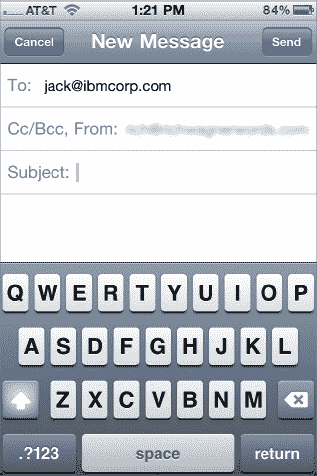 AT&T 1:21 PM 84%
Cancel New Message Send
To: jack@ibmcorp.com
Cc/Bcc, From:
Subject:
Q W E R T Y U I O P
A S D F G H J K L
Z X C V B N M
.?123 space return